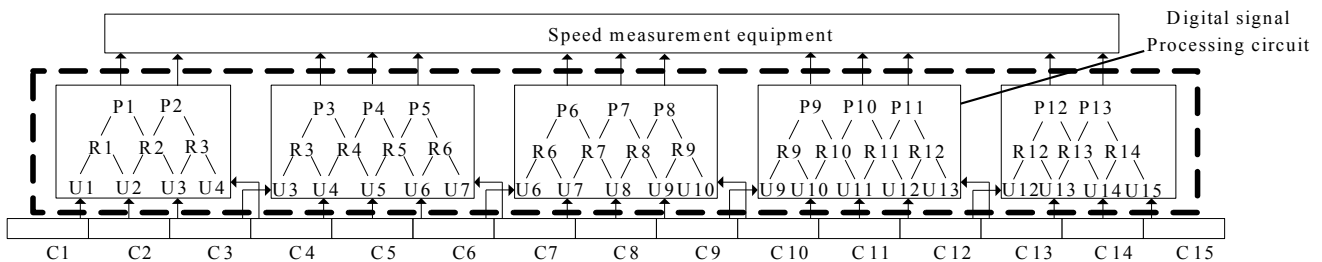 Digital signal
Processing circuit
Speed measurement equipment
P1 P2 P3 P4 P5 P6 P7 P8 P9 P10 P11 P12 P13
R1 R2 R3 R3 R4 R5 R6 R6 R7 R8 R9 R9 R10 R11 R12 R12 R13 R14
U1 U2 U3 U4 U3 U4 U5 U6 U7 U6 U7 U8 U9 U10 U9 U10 U11 U12 U13 U12 U13 U14 U15
C1 C2 C3 C4 C5 C6 C7 C8 C9 C10 C11 C12 C13 C14 C15